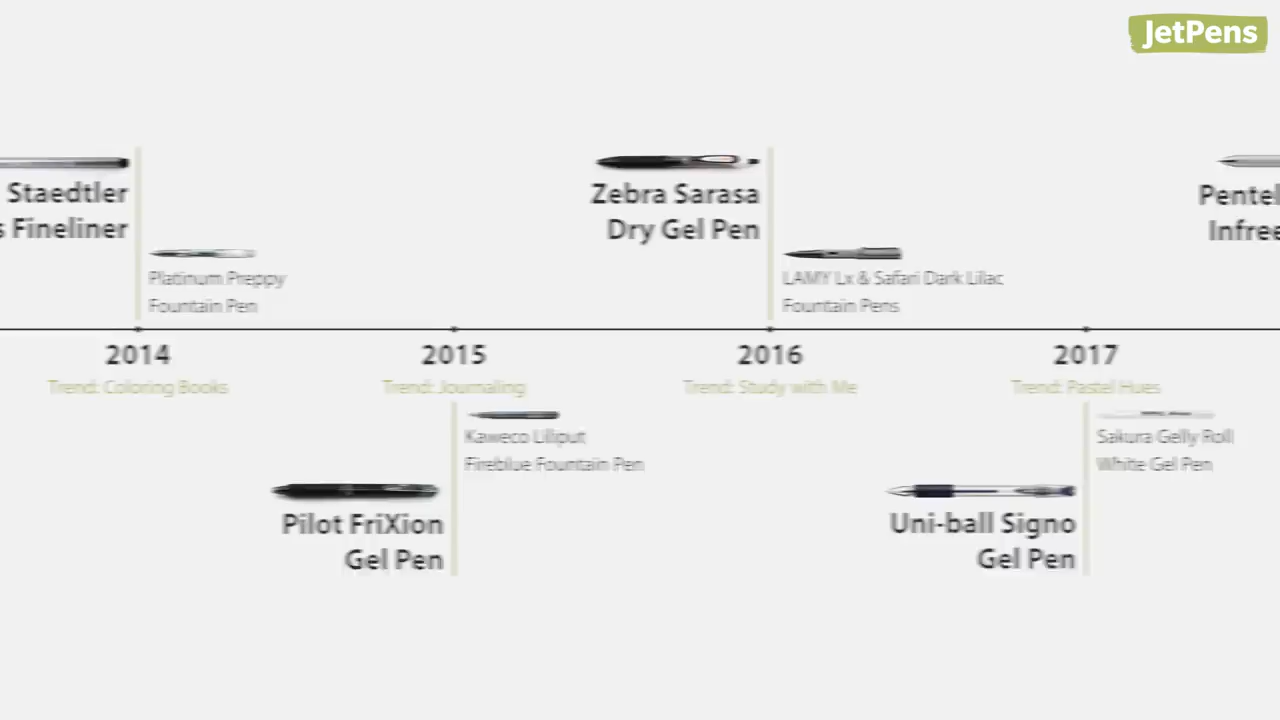 JetPens
Staedtler
s Fineliner
Platinum Preppy
Fountain Pen
Zebra Sarasa
Dry Gel Pen
LAMY Lx & Safari Dark Lilac
Fountain Pens
Pentel
Infree
2014
2015
2016
2017
Trend: Coloring Books
Trend: Journaling
Trend: Study with Me
Trend: Pastel Hues
Kaweco Liliput
Fireblue Fountain Pen
Pilot FriXion
Gel Pen
Sakura Gelly Roll
White Gel Pen
Uni-ball Signo
Gel Pen